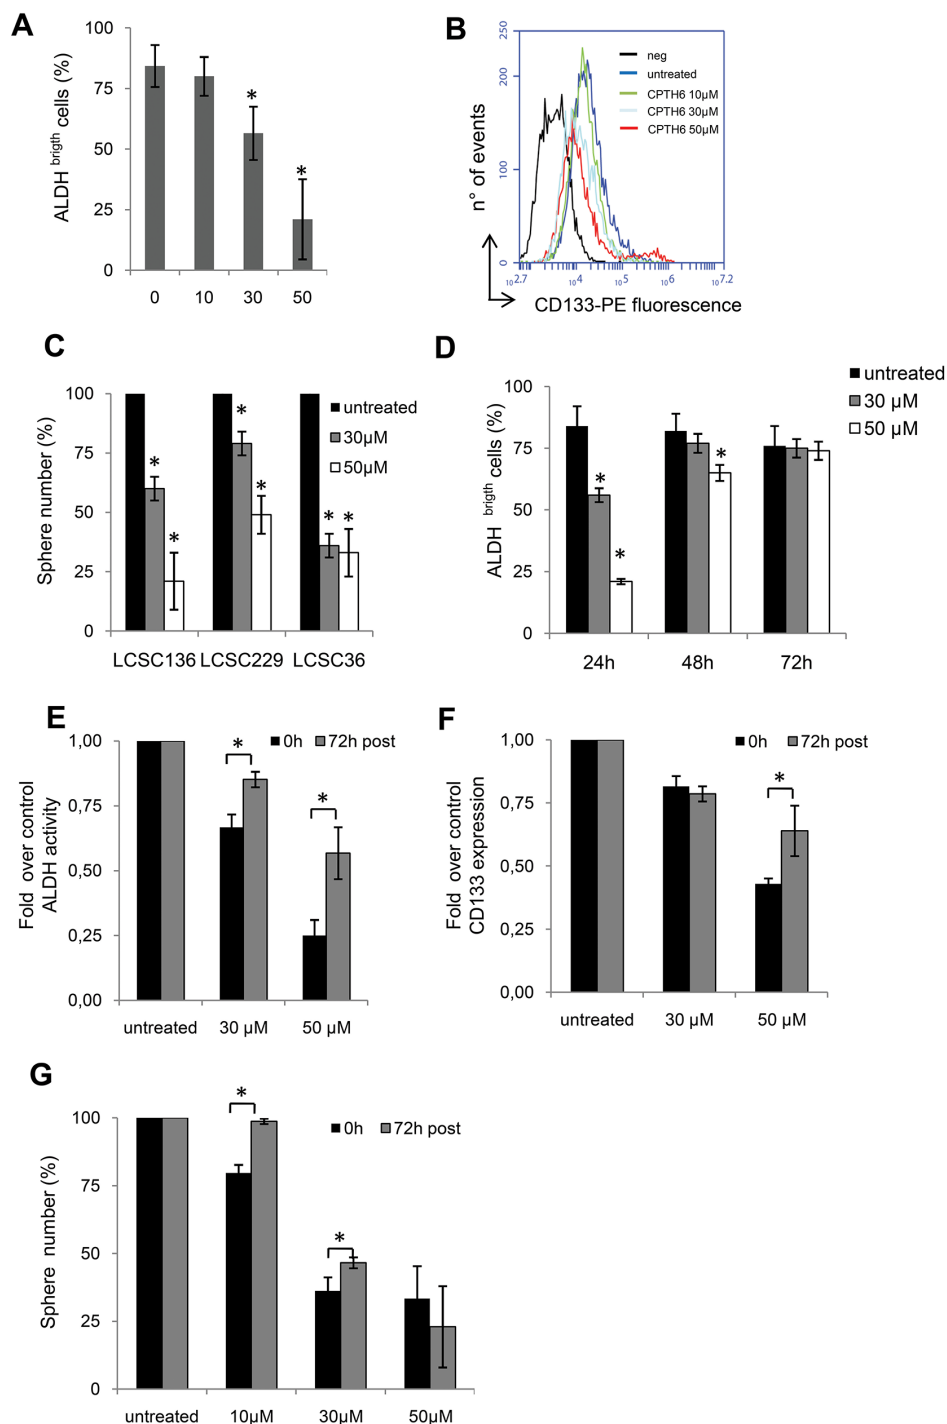 A
100
75
50
25
0
ALDH brigth cells (%)
*
*
0 10 30 50
B
250
200
100
0
n° of events
neg
untreated
CPTH6 10µM
CPTH6 30µM
CPTH6 50µM
10 2.7 10 4 10 5 10 6 10 7.2
CD133-PE fluorescence
C
100
75
50
25
0
Sphere number (%)
untreated
30µM
50µM
* * * * * *
LCSC136 LCSC229 LCSC36
D
100
75
50
25
0
ALDH brigth cells (%)
untreated
30 µM
50 µM
* * *
24h 48h 72h
E
1,00
0,75
0,50
0,25
0,00
Fold over control
ALDH activity
0h 72h post
* *
untreated 30 µM 50 µM
F
1,00
0,75
0,50
0,25
0,00
Fold over control
CD133 expression
0h 72h post
*
untreated 30 µM 50 µM
G
100
75
50
25
0
Sphere number (%)
0h 72h post
* *
untreated 10µM 30µM 50µM